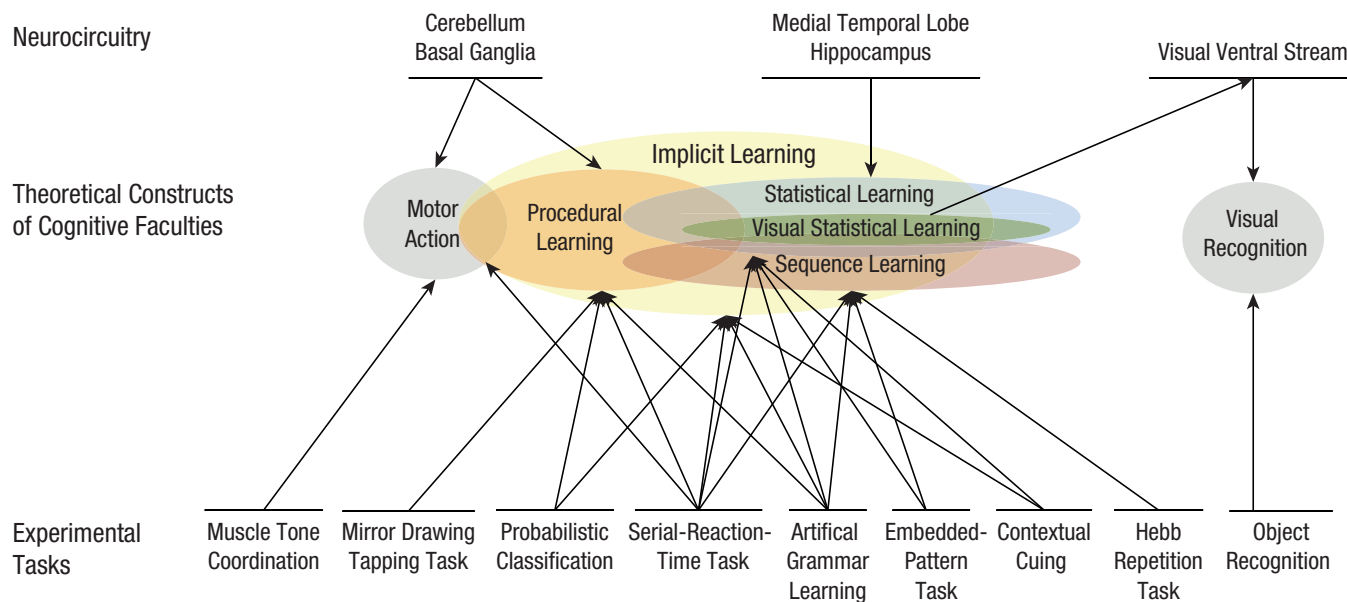 Neurocircuitry
Cerebellum
Basal Ganglia
Medial Temporal Lobe
Hippocampus
Visual Ventral Stream
Theoretical Constructs
of Cognitive Faculties
Implicit Learning
Motor
Action
Procedural
Learning
Statistical Learning
Visual Statistical Learning
Sequence Learning
Visual
Recognition
Experimental
Tasks
Muscle Tone
Coordination
Mirror Drawing
Tapping Task
Probabilistic
Classification
Serial-Reaction-
Time Task
Artifical
Grammar
Learning
Embedded-
Pattern
Task
Contextual
Cuing
Hebb
Repetition
Task
Object
Recognition